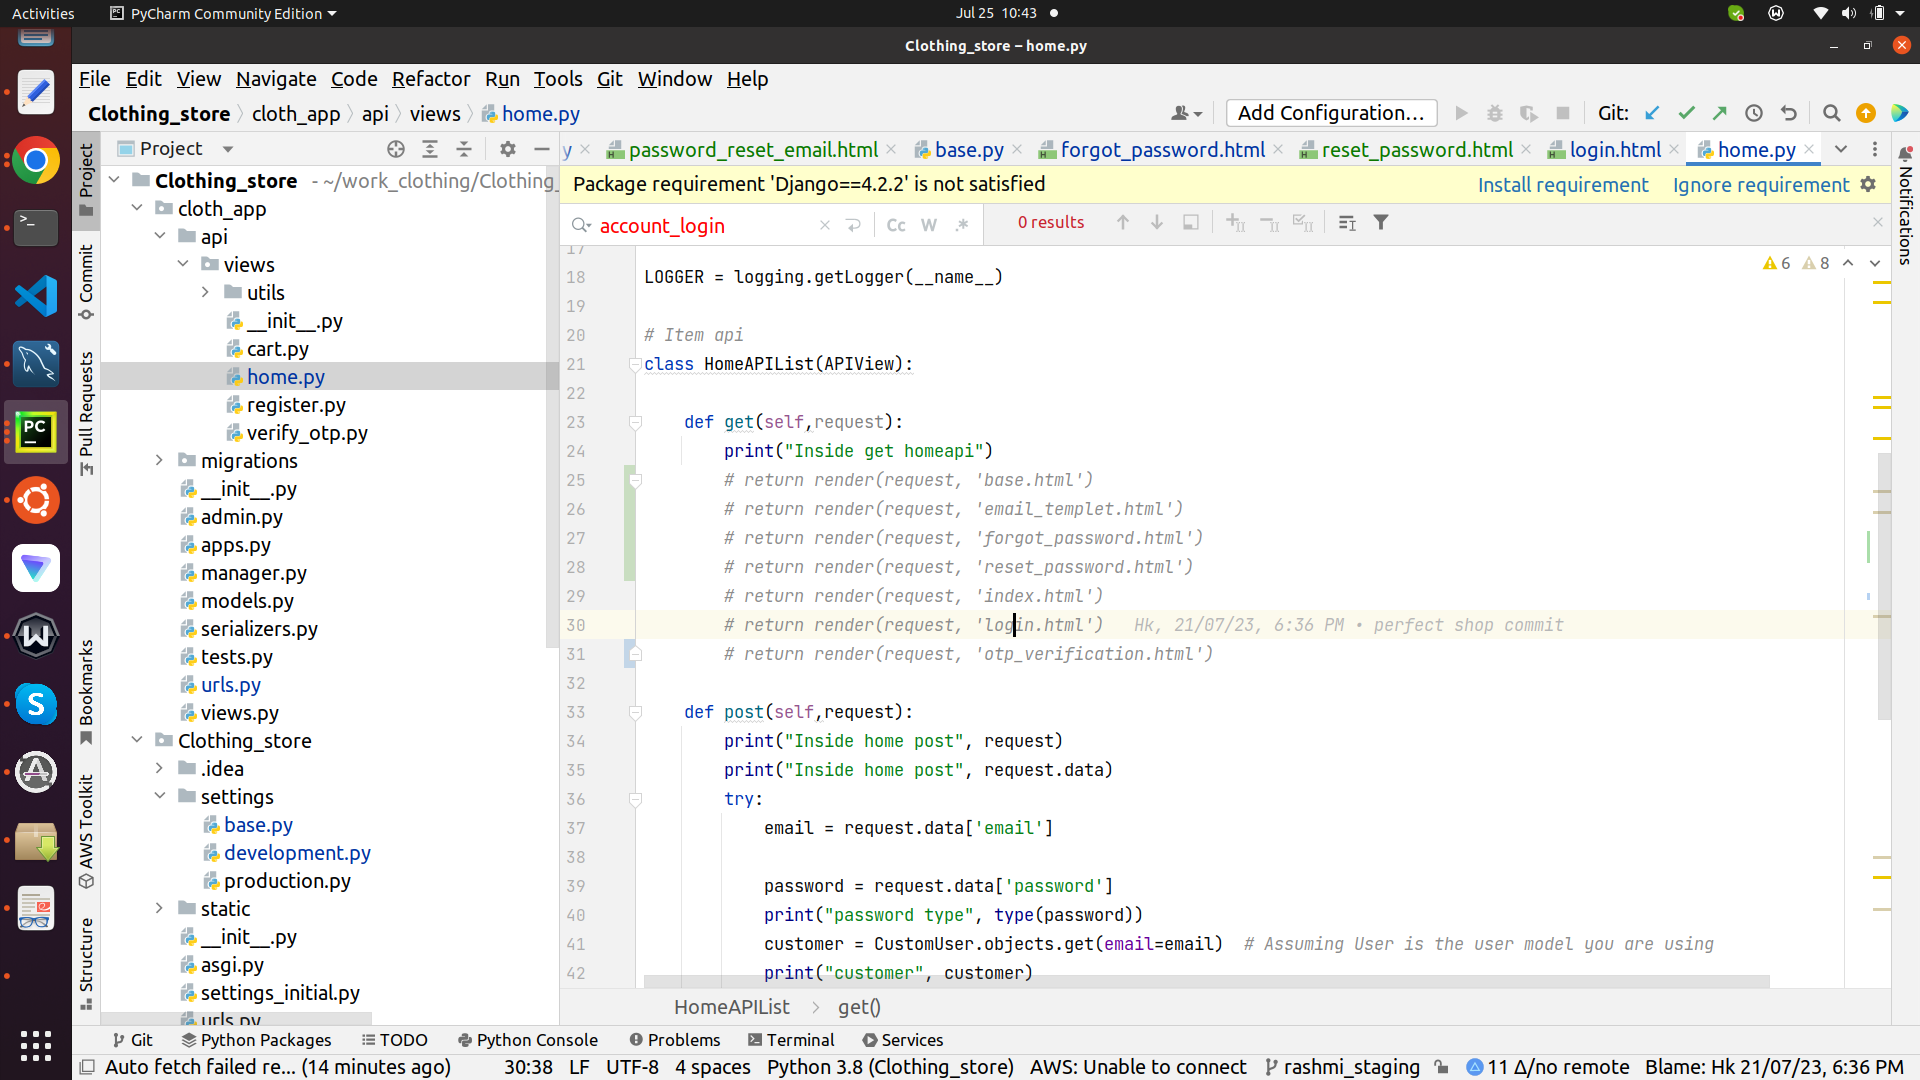 Activities PyCharm Community Edition Jul 25 10:43
Clothing_store – home.py
File Edit View Navigate Code Refactor Run Tools Git Window Help
Clothing_store cloth_app api views home.py Add Configuration... Git:
Project y password_reset_email.html base.py forgot_password.html reset_password.html login.html home.py
Clothing_store - ~/work_clothing/Clothing_
Package requirement 'Django==4.2.2' is not satisfied Install requirement Ignore requirement
account_login Cc W .* 0 results
6 8
Project
Commit
Pull Requests
Bookmarks
AWS Toolkit
Structure
Notifications
cloth_app
api
views
utils
__init__.py
cart.py
home.py
register.py
verify_otp.py
migrations
__init__.py
admin.py
apps.py
manager.py
models.py
serializers.py
tests.py
urls.py
views.py
Clothing_store
.idea
settings
base.py
development.py
production.py
static
__init__.py
asgi.py
settings_initial.py
urls.py
17
18 LOGGER = logging.getLogger(__name__)
19
20 # Item api
21 class HomeAPIList(APIView):
22
23 def get(self,request):
24 print("Inside get homeapi")
25 # return render(request, 'base.html')
26 # return render(request, 'email_templet.html')
27 # return render(request, 'forgot_password.html')
28 # return render(request, 'reset_password.html')
29 # return render(request, 'index.html')
30 # return render(request, 'login.html') Hk, 21/07/23, 6:36 PM • perfect shop commit
31 # return render(request, 'otp_verification.html')
32
33 def post(self,request):
34 print("Inside home post", request)
35 print("Inside home post", request.data)
36 try:
37 email = request.data['email']
38
39 password = request.data['password']
40 print("password type", type(password))
41 customer = CustomUser.objects.get(email=email) # Assuming User is the user model you are using
42 print("customer", customer)
HomeAPIList get()
Git Python Packages TODO Python Console Problems Terminal Services
Auto fetch failed re... (14 minutes ago) 30:38 LF UTF-8 4 spaces Python 3.8 (Clothing_store) AWS: Unable to connect rashmi_staging 11 Δ/no remote Blame: Hk 21/07/23, 6:36 PM